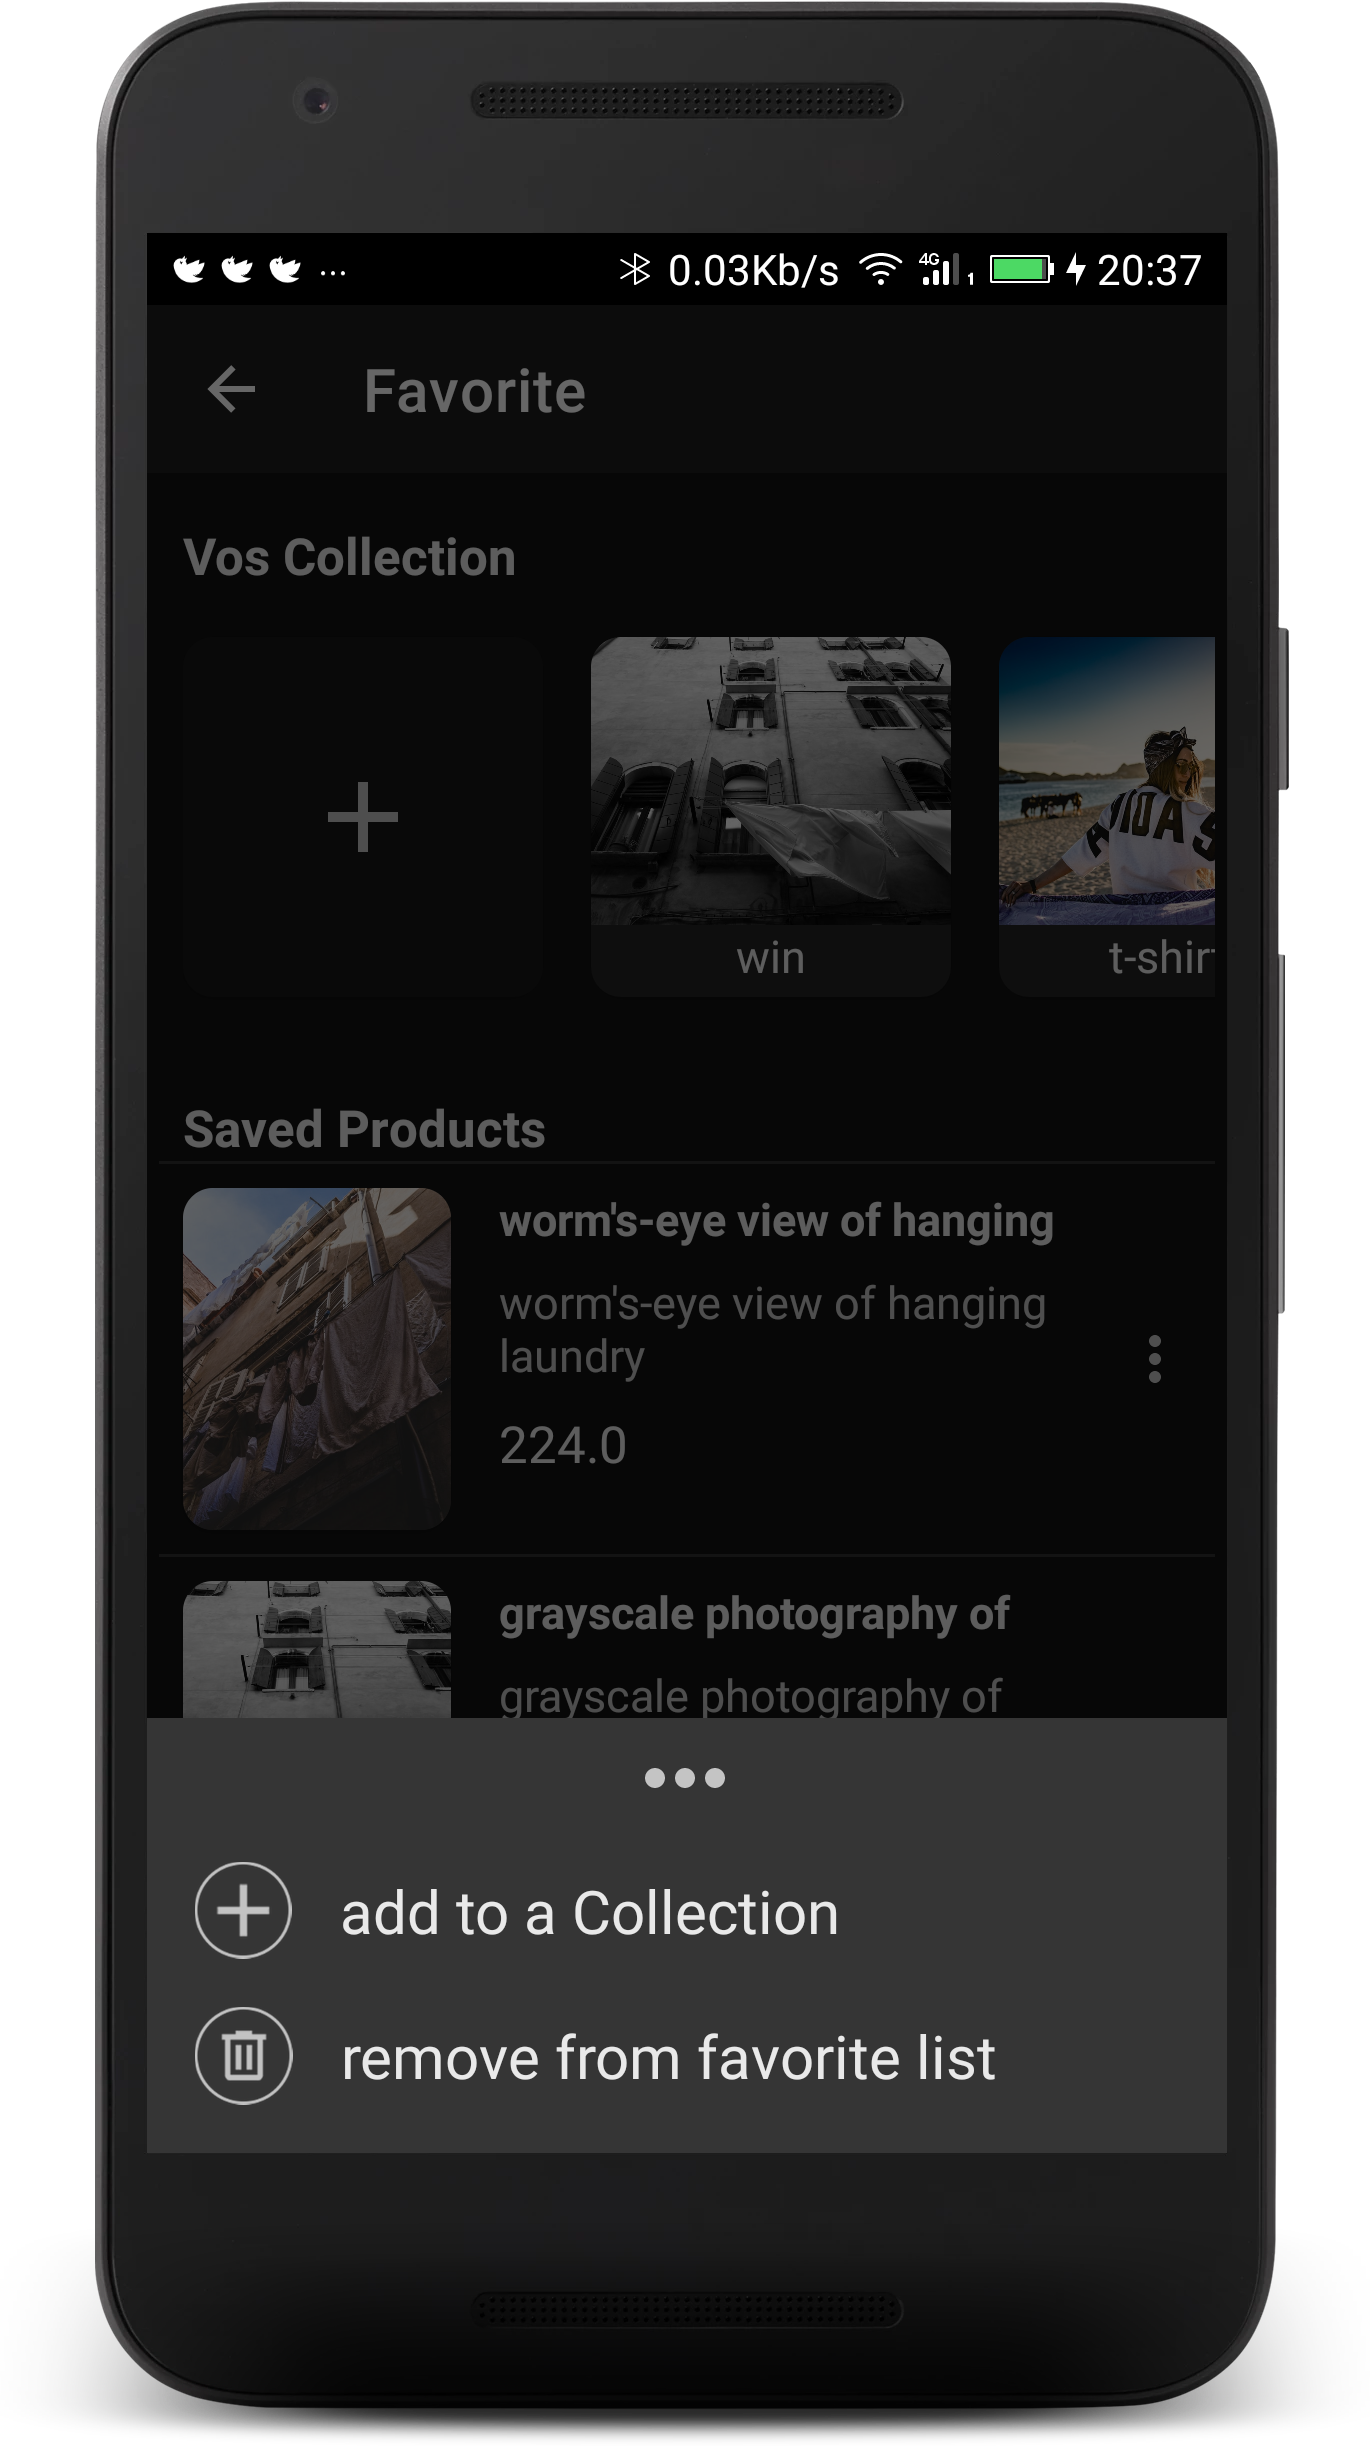 0.03Kb/s 4G 1 20:37
Favorite
Vos Collection
win
t-shir
Saved Products
worm's-eye view of hanging
worm's-eye view of hanging
laundry
224.0
grayscale photography of
grayscale photography of
add to a Collection
remove from favorite list